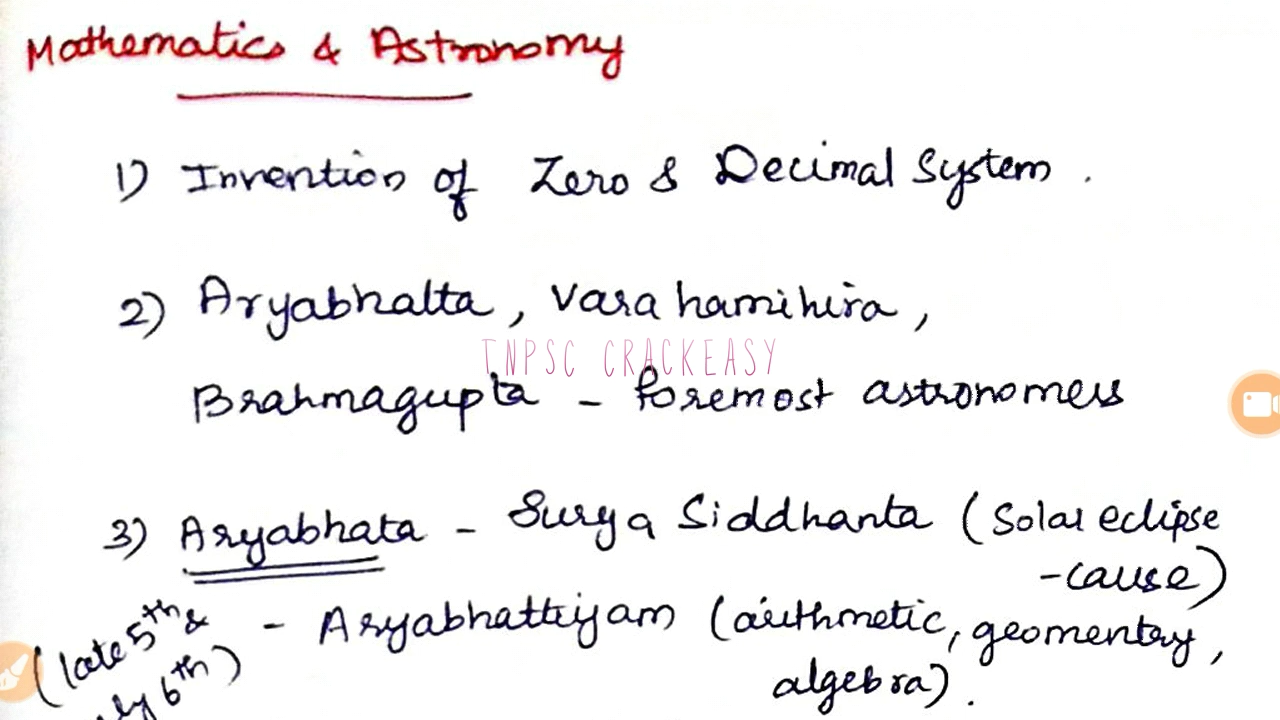 Mathematics & Astronomy
1) Invention of Zero & Decimal System .
2) Aryabhatta , Varahamihira ,
TNPSC CRACKEASY
Brahmagupta - foremost astronomers
3) Aryabhata - Surya Siddhanta ( Solar eclipse
- cause )
- Aryabhattiyam ( arithmetic, geomentry ,
algebra) .
( late 5th &
6th )